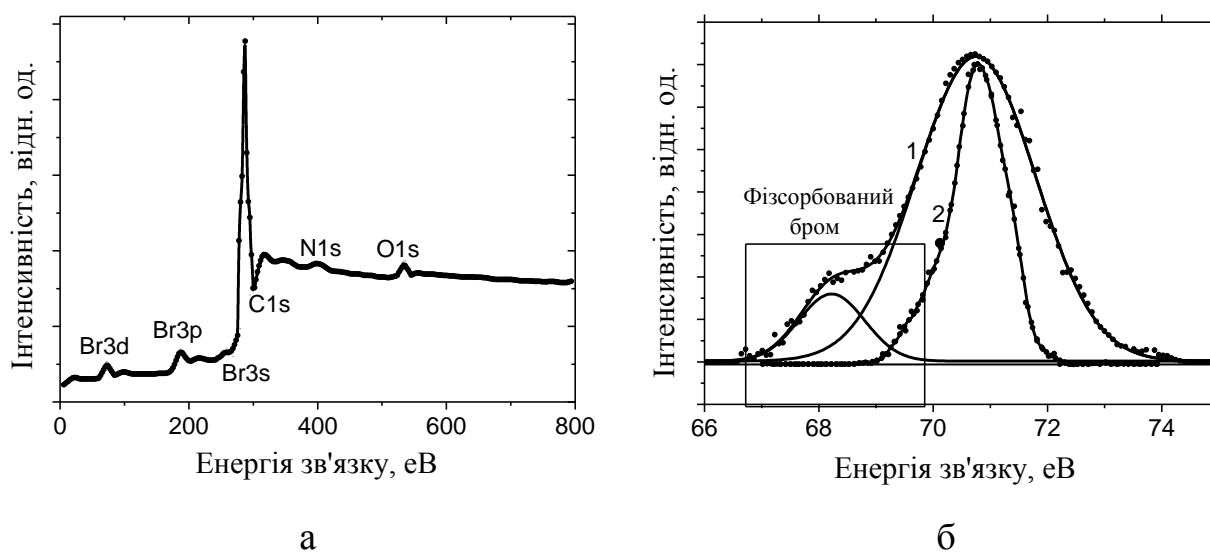 Інтенсивність, відн. од.
Br3d
Br3p
Br3s
C1s
N1s
O1s
0 200 400 600 800
Енергія зв'язку, еВ
а
Інтенсивність, відн. од.
1
2
Фізсорбований
бром
66 68 70 72 74
Енергія зв'язку, еВ
б